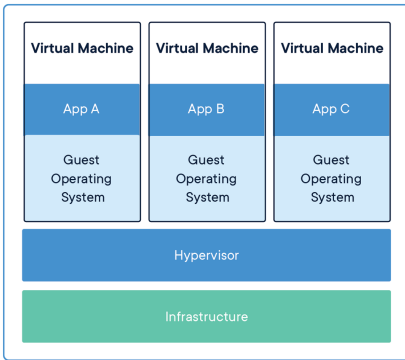 Virtual Machine
App A
Guest
Operating
System
Virtual Machine
App B
Guest
Operating
System
Virtual Machine
App C
Guest
Operating
System
Hypervisor
Infrastructure